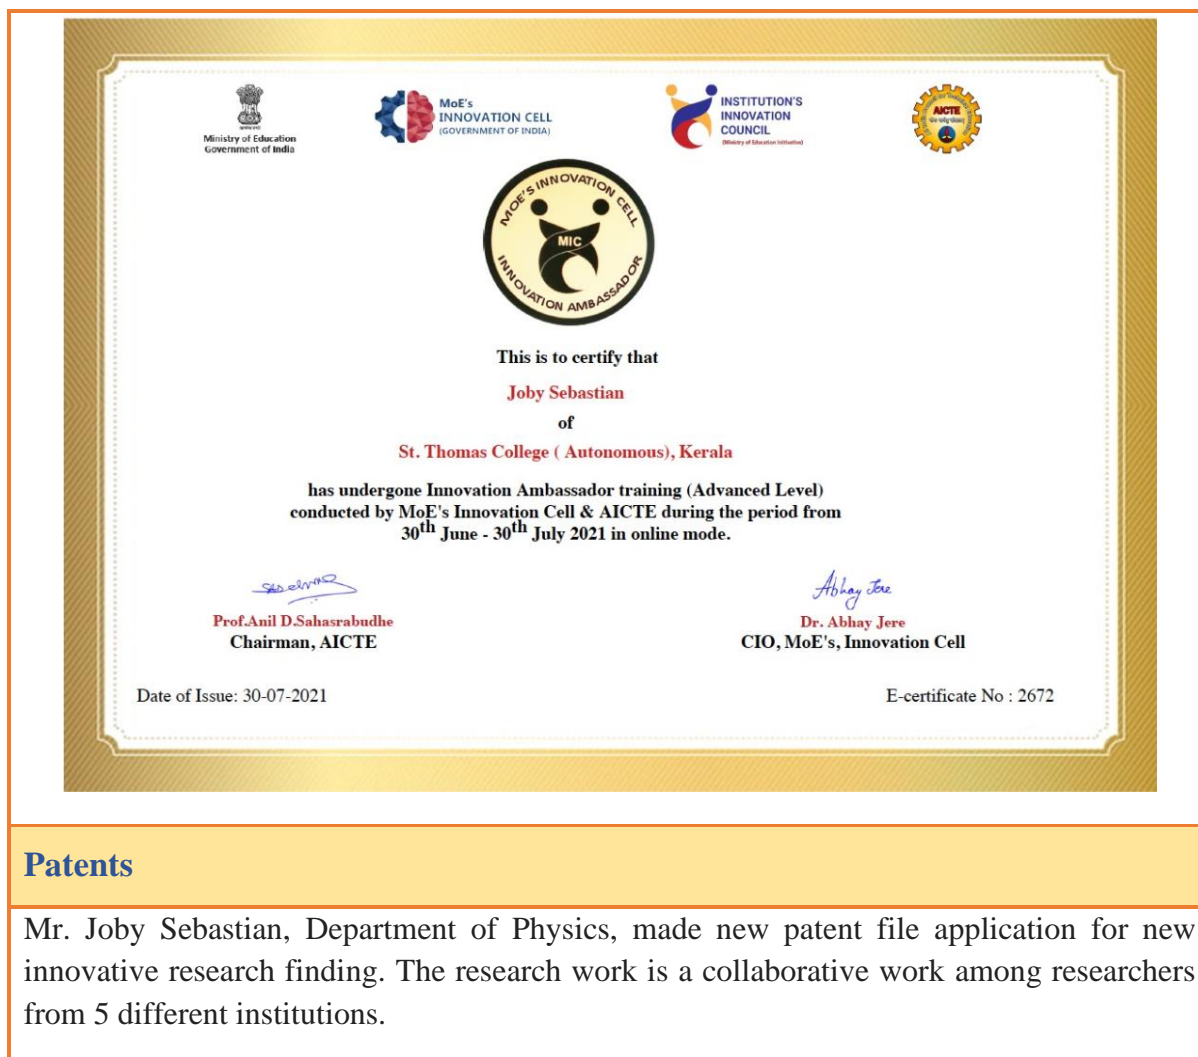 Ministry of Education
Government of India
MoE's
INNOVATION CELL
(GOVERNMENT OF INDIA)
INSTITUTION'S
INNOVATION
COUNCIL
(Ministry of Education Initiative)
AICTE
MOE'S INNOVATION CELL
MIC
INNOVATION AMBASSADOR
This is to certify that
Joby Sebastian
of
St. Thomas College ( Autonomous), Kerala
has undergone Innovation Ambassador training (Advanced Level)
conducted by MoE's Innovation Cell & AICTE during the period from
30th June - 30th July 2021 in online mode.
Abhay Jere
Prof.Anil D.Sahasrabudhe
Chairman, AICTE
Dr. Abhay Jere
CIO, MoE's, Innovation Cell
Date of Issue: 30-07-2021
E-certificate No : 2672
Patents
Mr. Joby Sebastian, Department of Physics, made new patent file application for new
innovative research finding. The research work is a collaborative work among researchers
from 5 different institutions.